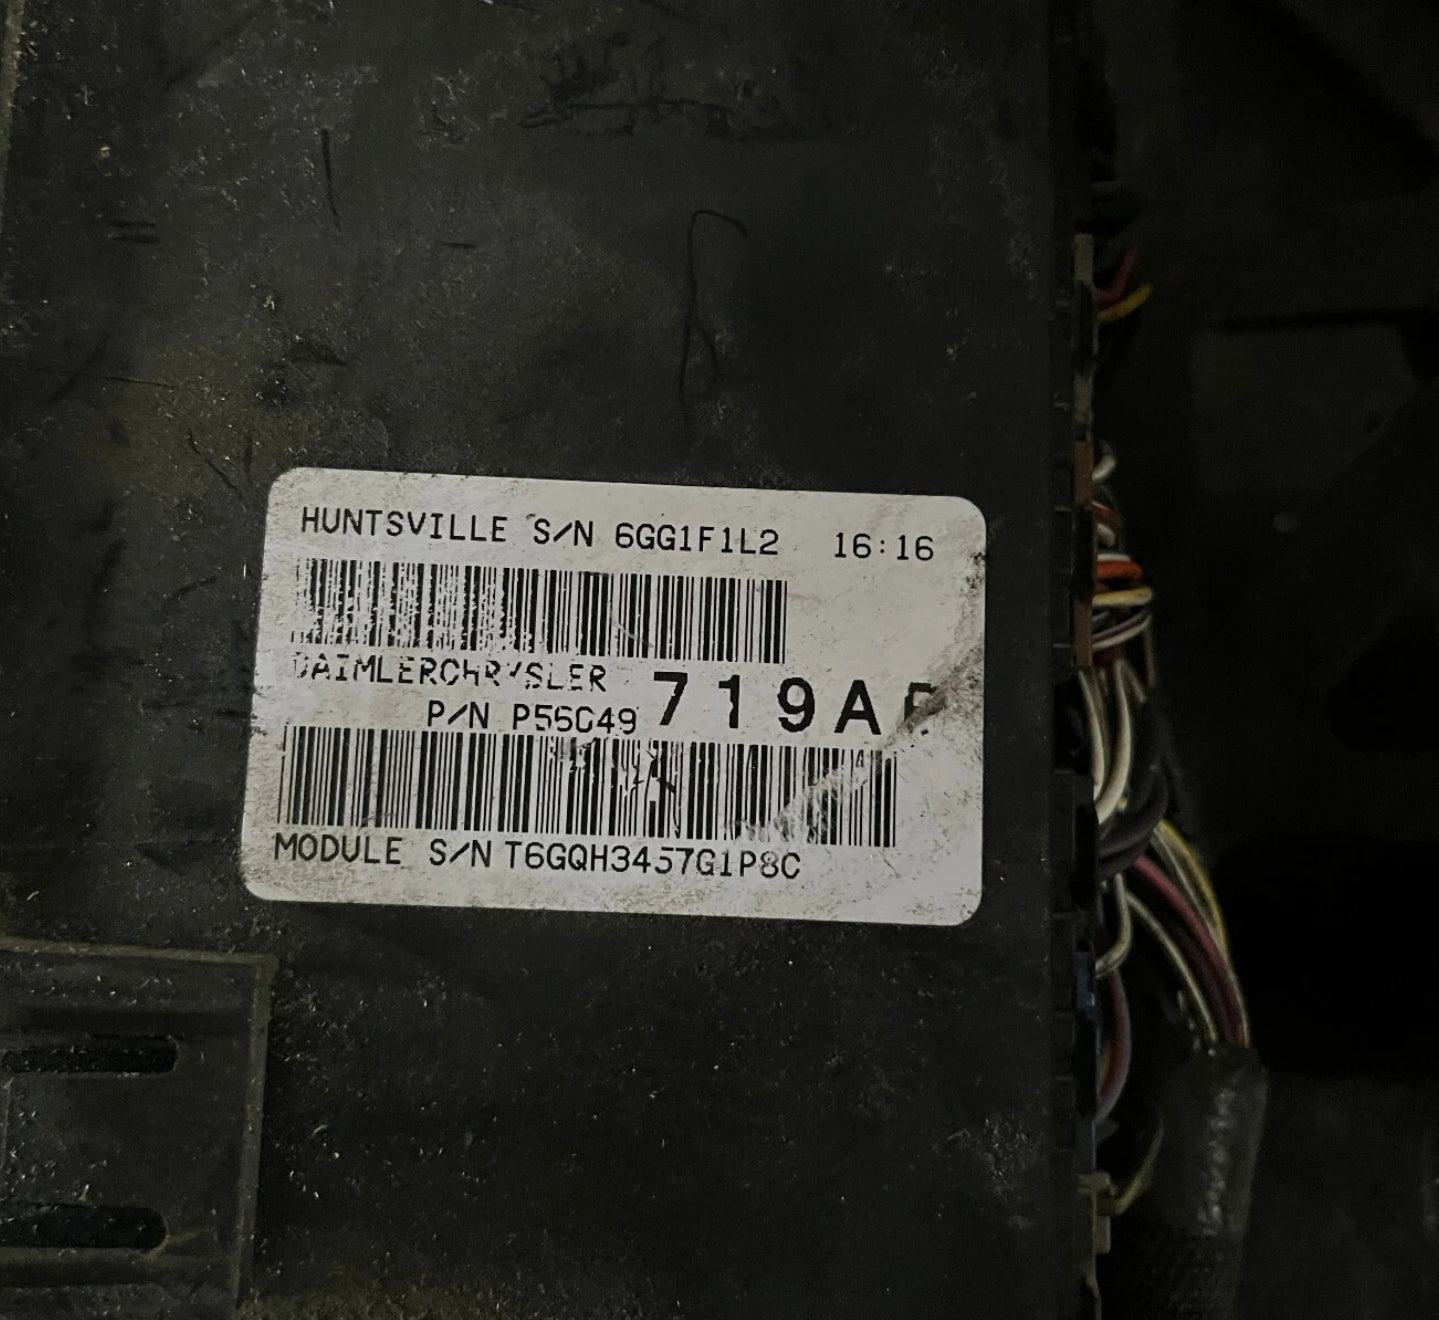 HUNTSVILLE S/N 6GG1F1L2 16:16
DAIMLERCHRYSLER
P/N P56049 719A
MODULE S/N T6GQH3457G1P8C